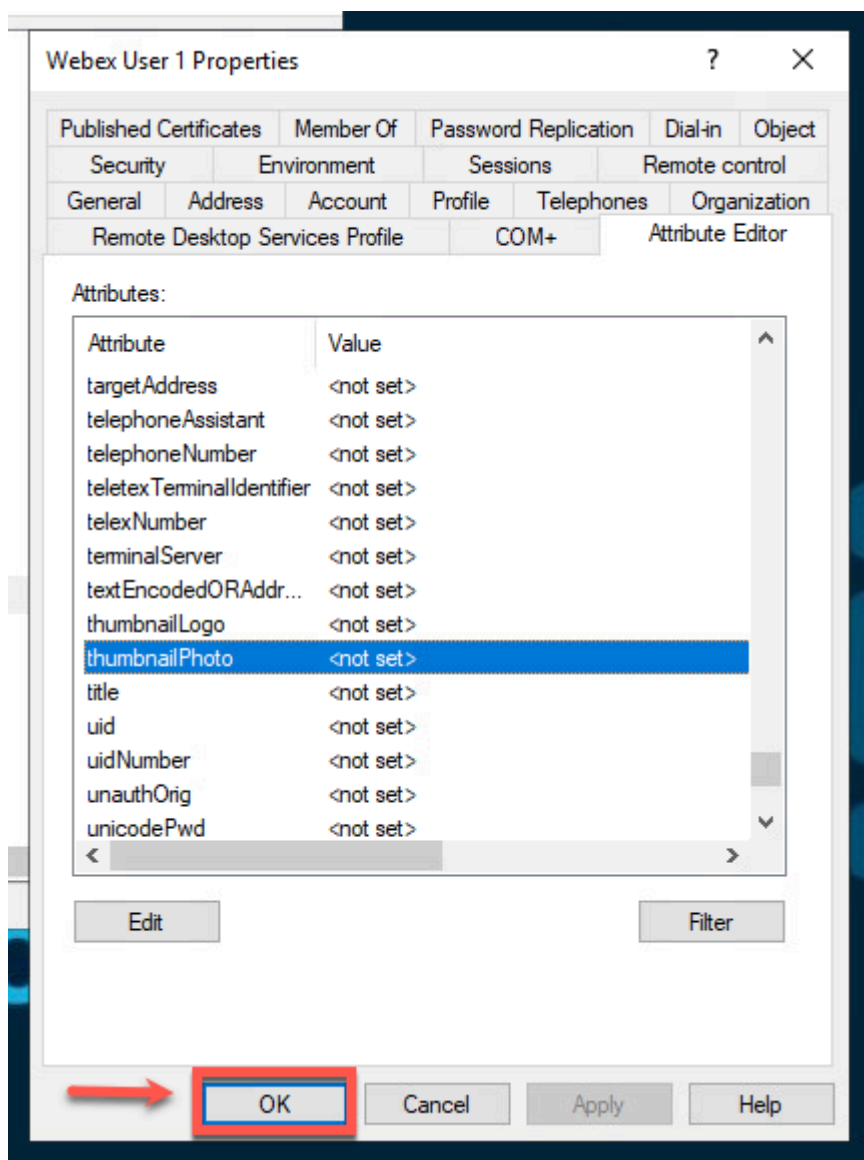 Webex User 1 Properties ? ×
Published Certificates Member Of Password Replication Dial-in Object
Security Environment Sessions Remote control
General Address Account Profile Telephones Organization
Remote Desktop Services Profile COM+ Attribute Editor
Attributes:
Attribute Value
targetAddress <not set>
telephoneAssistant <not set>
telephoneNumber <not set>
teletexTerminalIdentifier <not set>
telexNumber <not set>
terminalServer <not set>
textEncodedORAddr... <not set>
thumbnailLogo <not set>
thumbnailPhoto <not set>
title <not set>
uid <not set>
uidNumber <not set>
unauthOrig <not set>
unicodePwd <not set>
Edit Filter
OK Cancel Apply Help